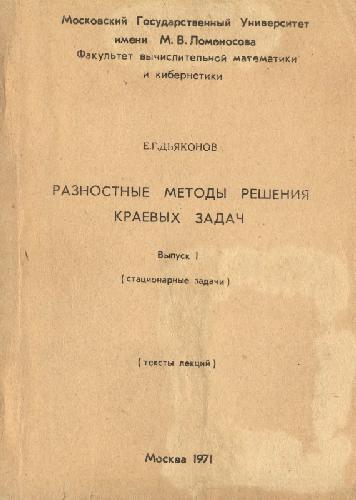 Московский Государственный Университет
имени М. В. Ломоносова
Факультет вычислительной математики
и кибернетики
Е.Г.ДЬЯКОНОВ
РАЗНОСТНЫЕ МЕТОДЫ РЕШЕНИЯ
КРАЕВЫХ ЗАДАЧ
Выпуск I
(стационарные задачи)
(тексты лекций)
Москва 1971